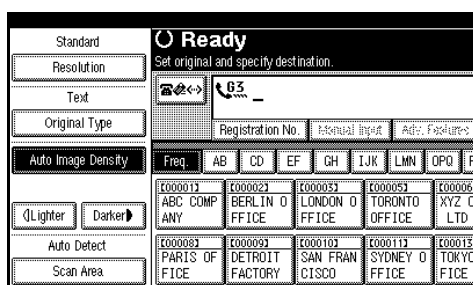 Standard
Resolution
Text
Original Type
Auto Image Density
Lighter Darker
Auto Detect
Scan Area
Ready
Set original and specify destination.
G3 _
Registration No. Manual Input Adv. Features
Freq. AB CD EF GH IJK LMN OPQ
[00001] [00002] [00003] [00005] [00006
ABC COMP BERLIN O LONDON O TORONTO XYZ
ANY FFICE FFICE OFFICE LTD
[00008] [00009] [00010] [00011] [00013
PARIS OF DETROIT SAN FRAN SYDNEY O TOKYO
FICE FACTORY CISCO FFICE FICE